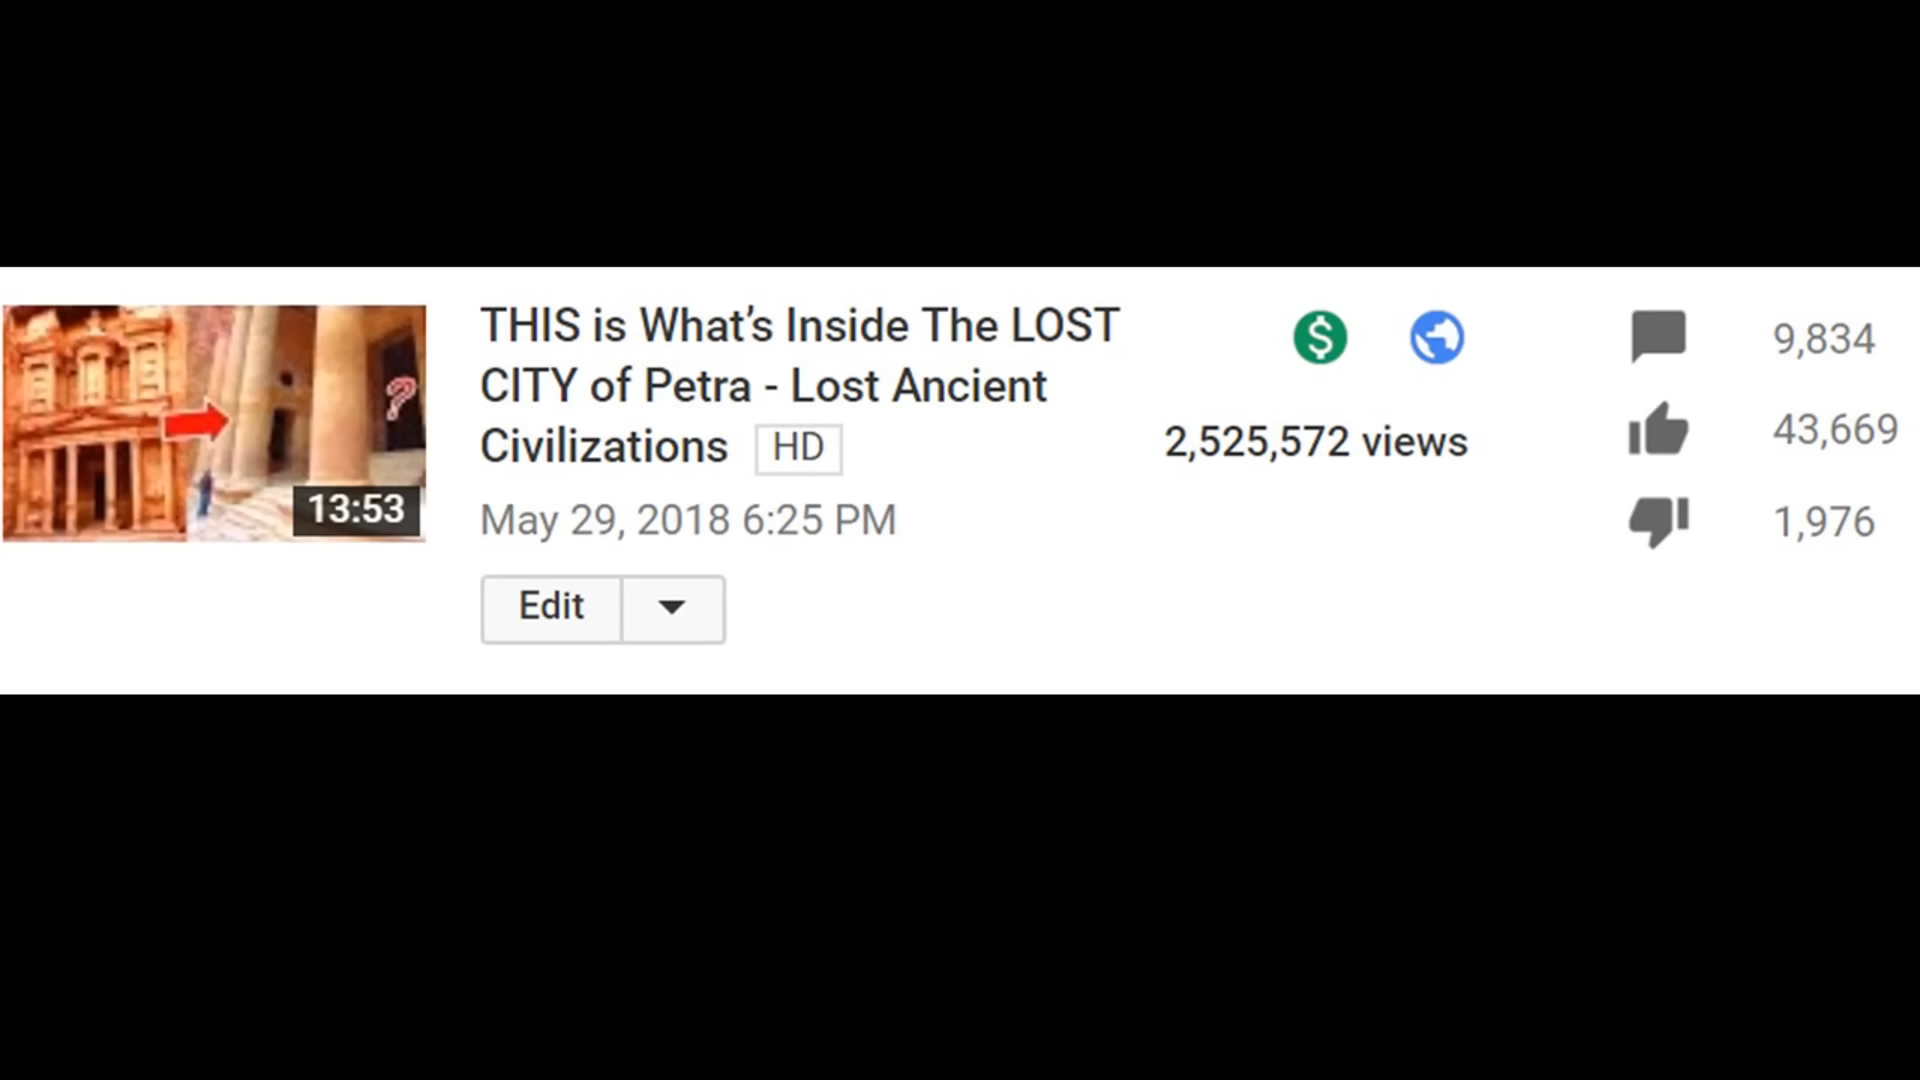 THIS is What’s Inside The LOST
CITY of Petra - Lost Ancient
Civilizations HD
May 29, 2018 6:25 PM
Edit
13:53
?
2,525,572 views
9,834
43,669
1,976